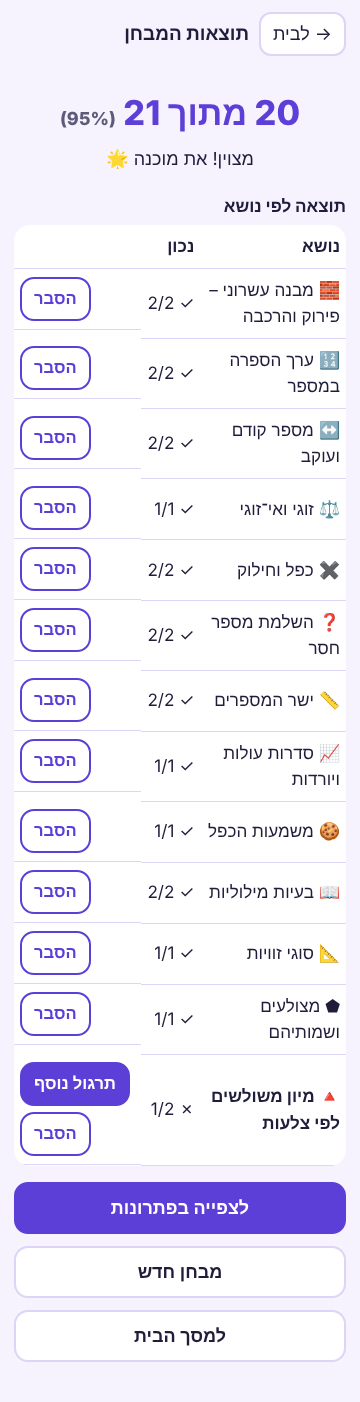 → לבית
תוצאות המבחן
20 מתוך 21 (95%)
מצוין! את מוכנה 🌟
תוצאה לפי נושא
נושא נכון
🧱 מבנה עשרוני – פירוק והרכבה ✓ 2/2 הסבר
🔢 ערך הספרה במספר ✓ 2/2 הסבר
↔️ מספר קודם ועוקב ✓ 2/2 הסבר
⚖️ זוגי ואי־זוגי ✓ 1/1 הסבר
✖️ כפל וחילוק ✓ 2/2 הסבר
❓ השלמת מספר חסר ✓ 2/2 הסבר
📏 ישר המספרים ✓ 2/2 הסבר
📈 סדרות עולות ויורדות ✓ 1/1 הסבר
🍪 משמעות הכפל ✓ 1/1 הסבר
📖 בעיות מילוליות ✓ 2/2 הסבר
📐 סוגי זוויות ✓ 1/1 הסבר
⬟ מצולעים ושמותיהם ✓ 1/1 הסבר
🔺 מיון משולשים לפי צלעות ✗ 1/2 תרגול נוסף
הסבר
לצפייה בפתרונות
מבחן חדש
למסך הבית